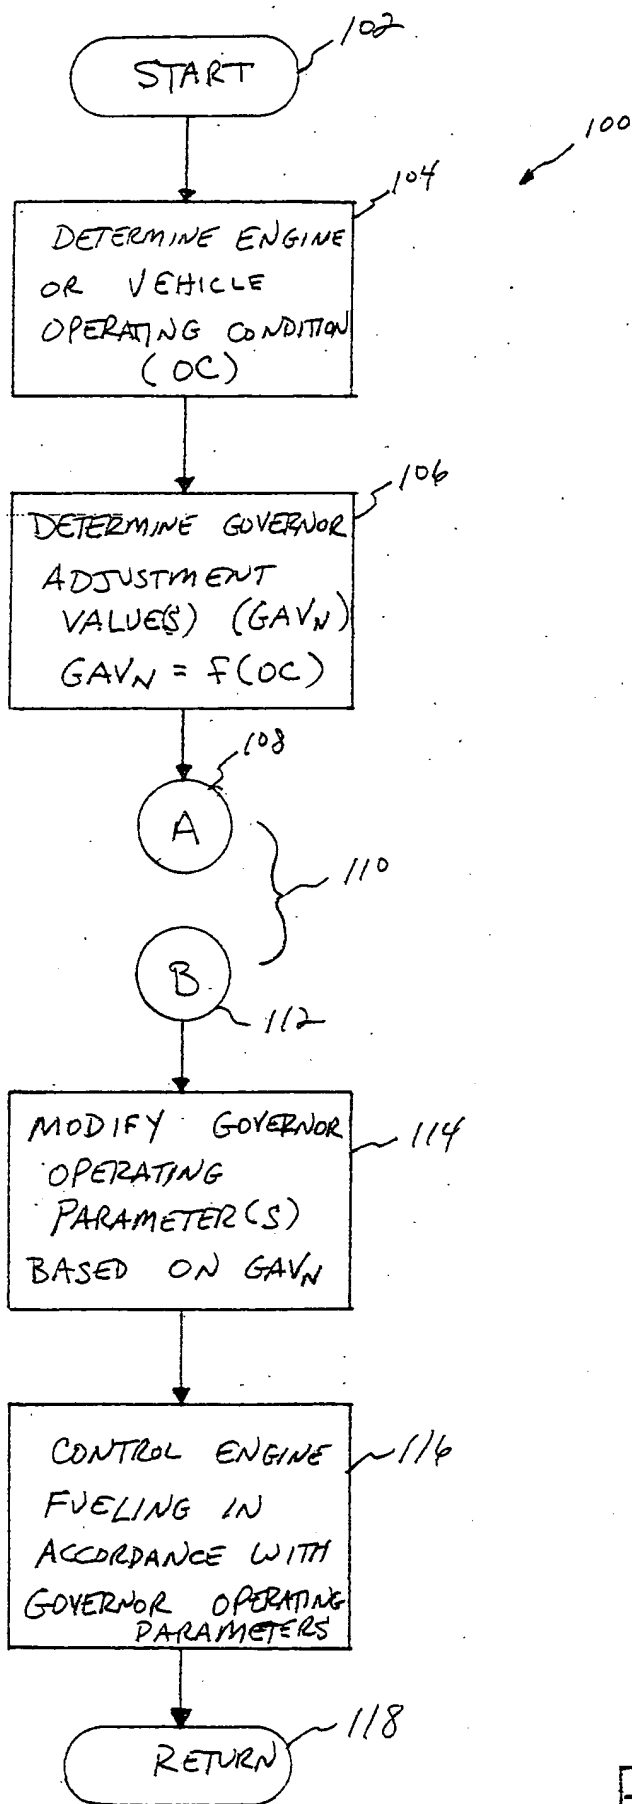 102
START
100
104
DETERMINE ENGINE
OR VEHICLE
OPERATING CONDITION
(OC)
106
DETERMINE GOVERNOR
ADJUSTMENT
VALUE(S) (GAVN)
GAVN = f(OC)
108
A
110
B
112
MODIFY GOVERNOR
OPERATING
PARAMETER(S)
BASED ON GAVN
114
CONTROL ENGINE
FUELING IN
ACCORDANCE WITH
GOVERNOR OPERATING
PARAMETERS
116
RETURN
118